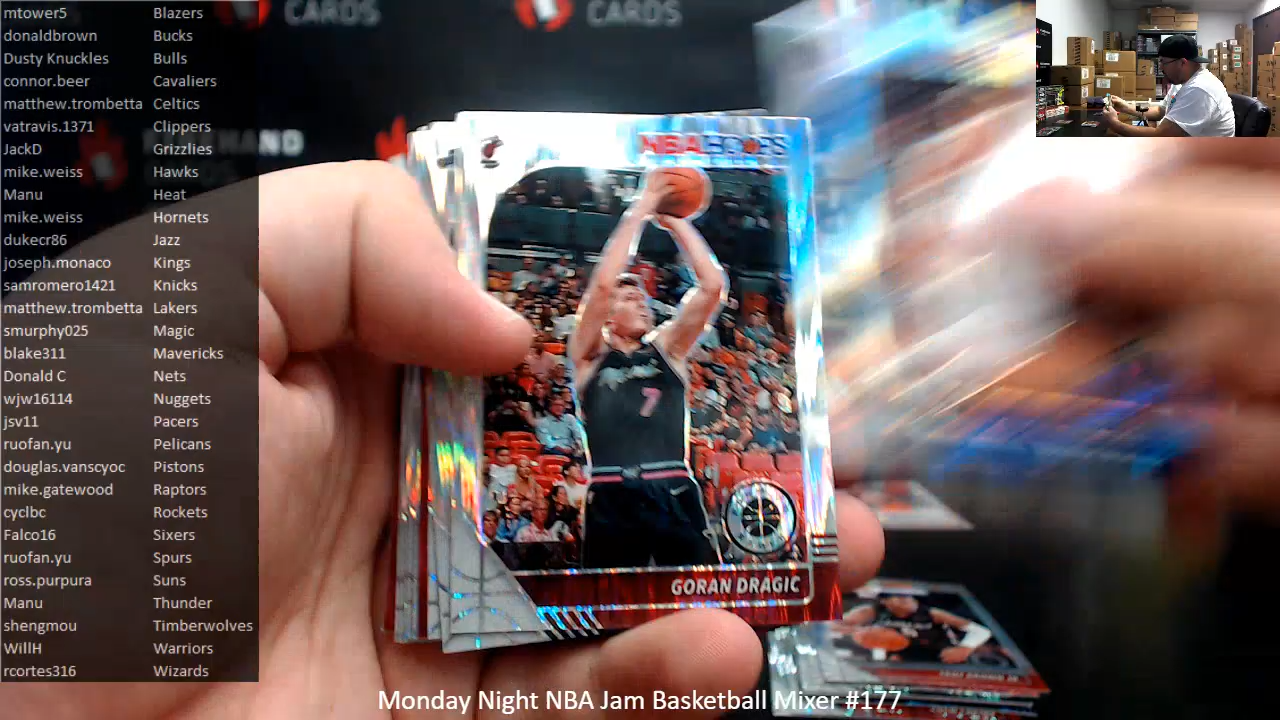 mtower5 Blazers
donaldbrown Bucks
Dusty Knuckles Bulls
connor.beer Cavaliers
matthew.trombetta Celtics
vatravis.1371 Clippers
JackD Grizzlies
mike.weiss Hawks
Manu Heat
mike.weiss Hornets
dukecr86 Jazz
joseph.monaco Kings
samromero1421 Knicks
matthew.trombetta Lakers
smurphy025 Magic
blake311 Mavericks
Donald C Nets
wjw16114 Nuggets
jsv11 Pacers
ruofan.yu Pelicans
douglas.vanscyoc Pistons
mike.gatewood Raptors
cyclbc Rockets
Falco16 Sixers
ruofan.yu Spurs
ross.purpura Suns
Manu Thunder
shengmou Timberwolves
WillH Warriors
rcortes316 Wizards
CARDS
CARDS
NBA HOOPS
7
GORAN DRAGIC
Monday Night NBA Jam Basketball Mixer #177